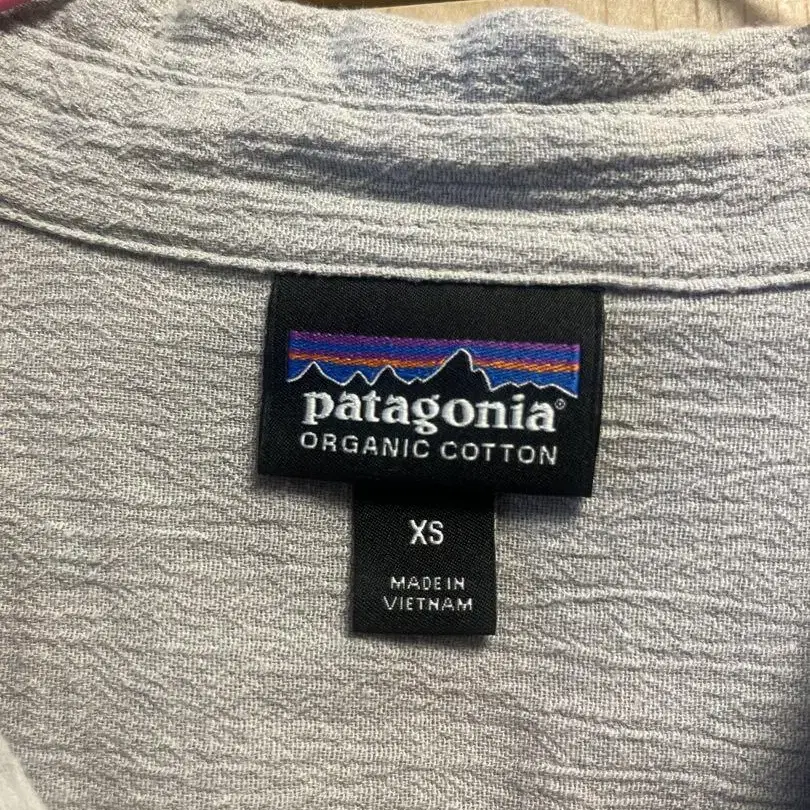 patagonia®
ORGANIC COTTON
XS
MADE IN
VIETNAM